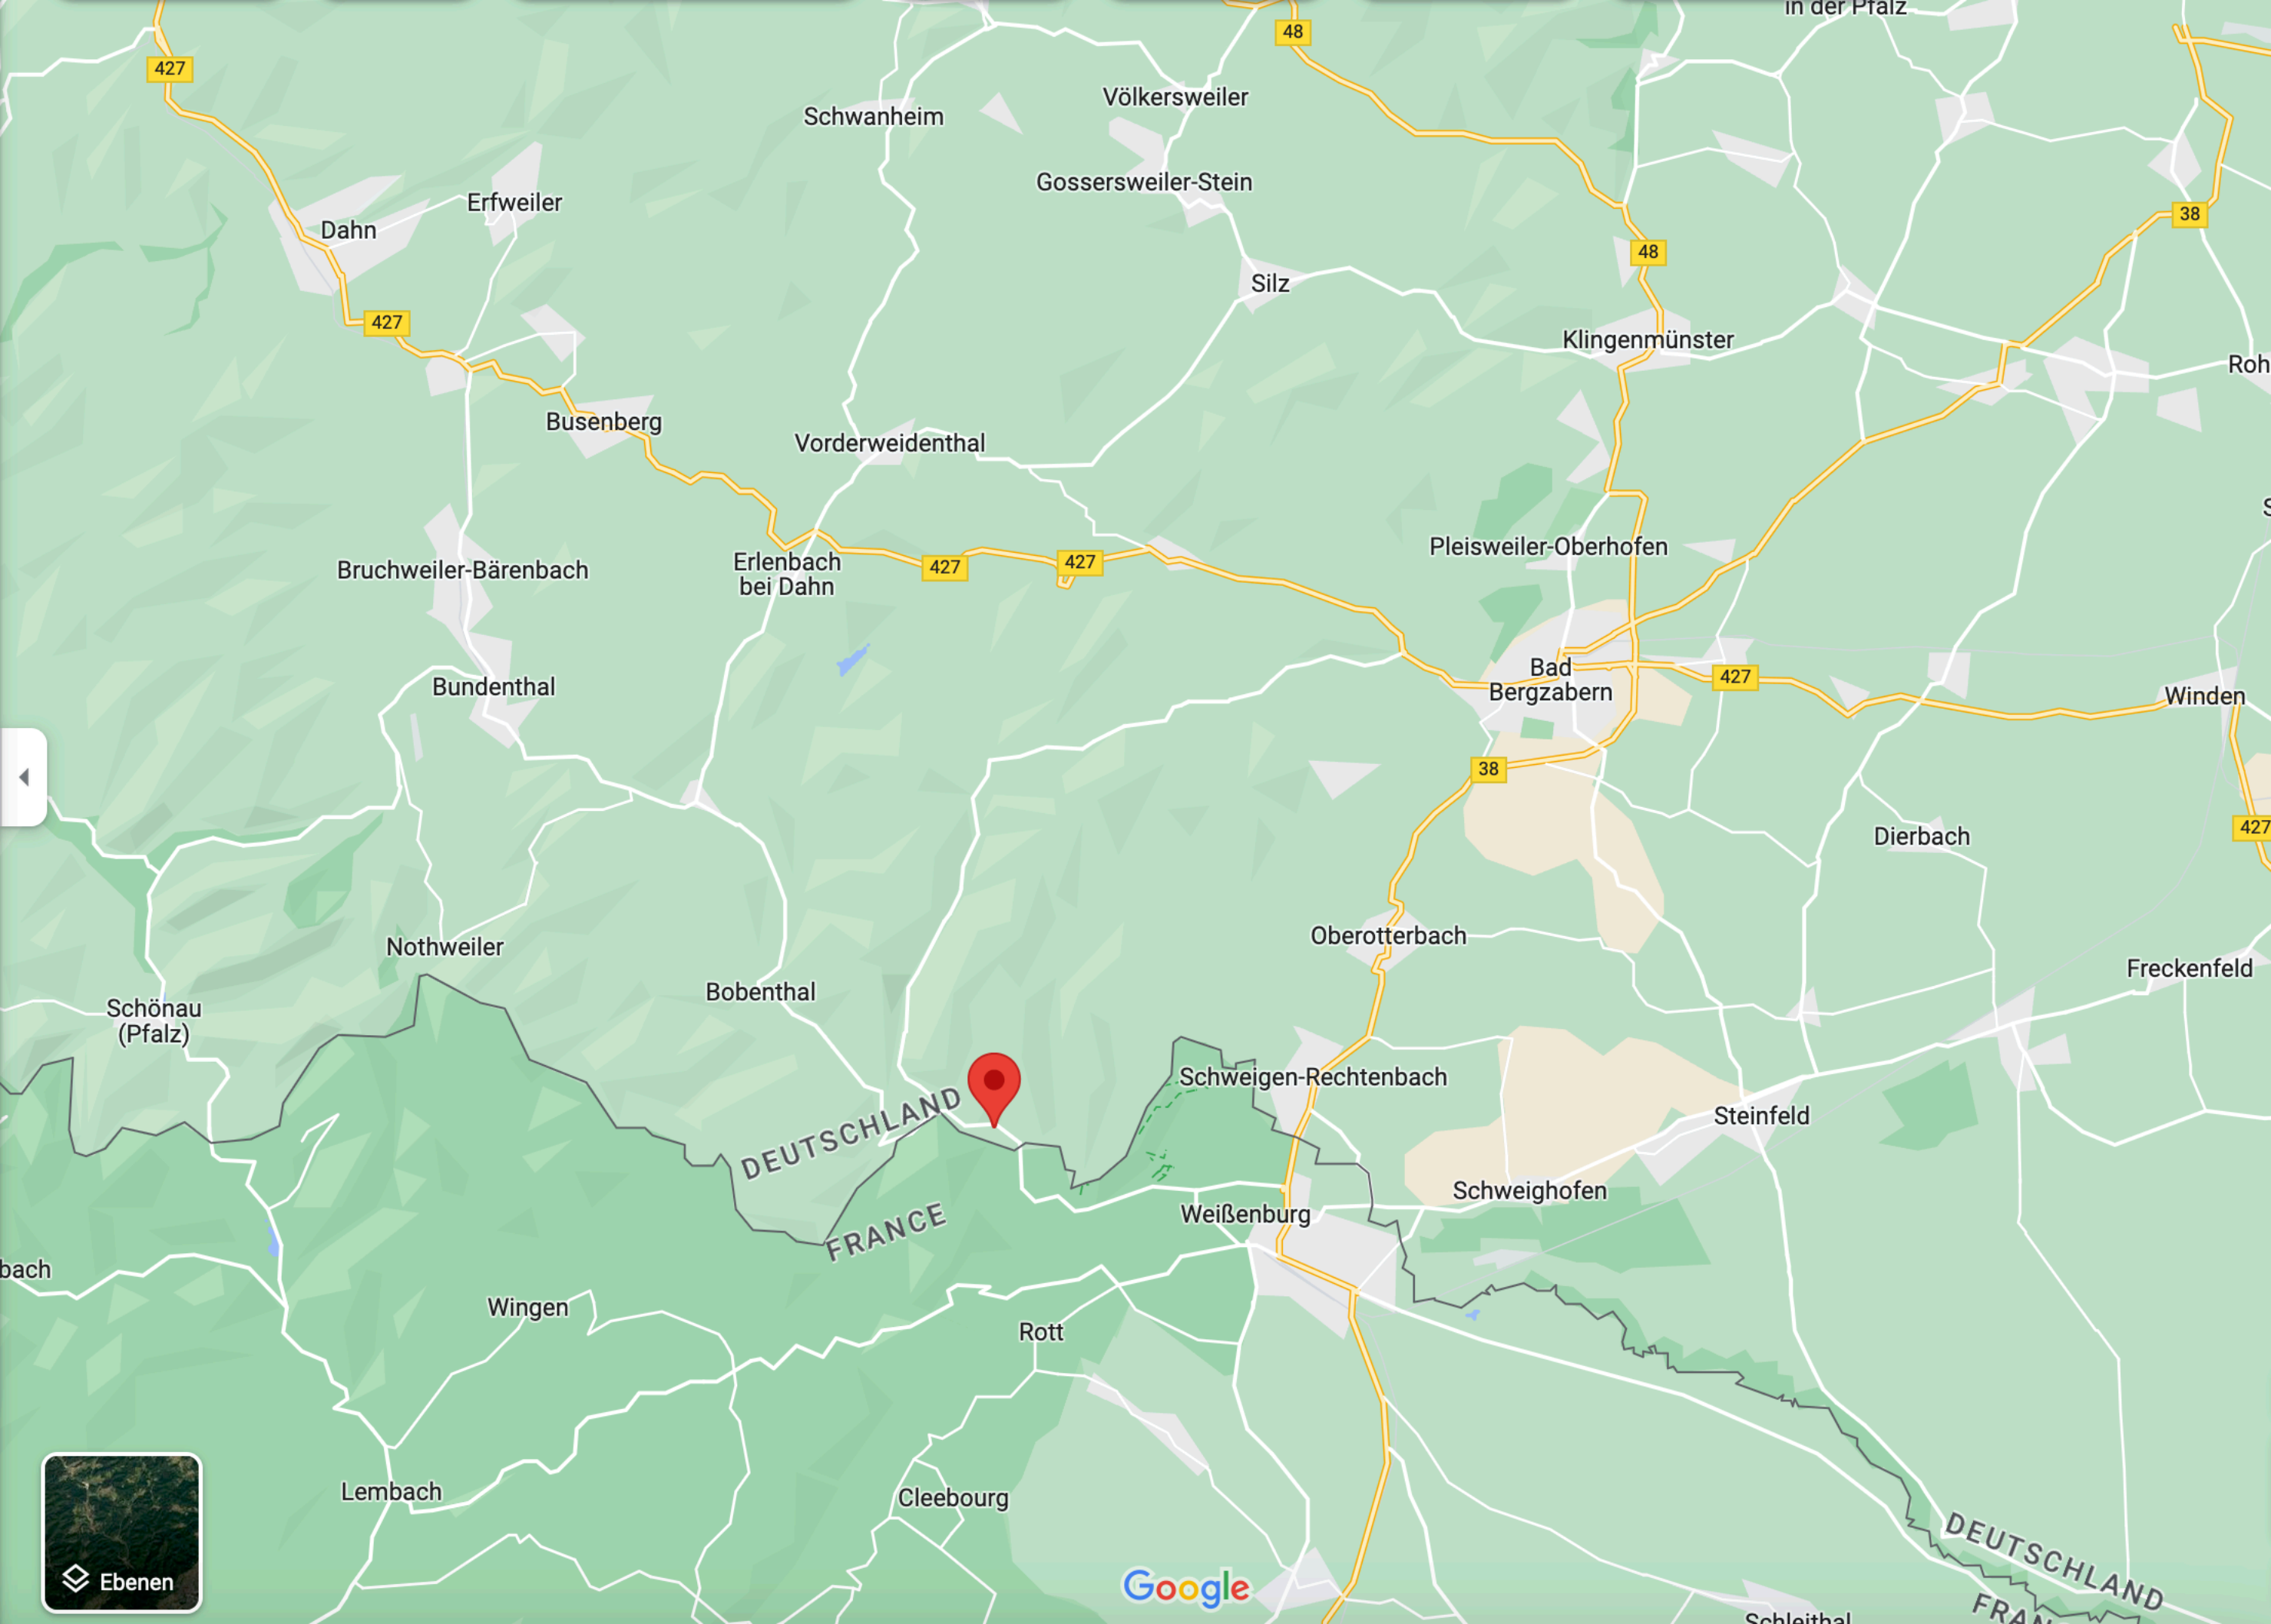 in der Pfalz
48
427
Völkersweiler
Schwanheim
Gossersweiler-Stein
Erfweiler
38
Dahn
48
Silz
427
Klingenmünster
Roh
Busenberg
Vorderweidenthal
S
Pleisweiler-Oberhofen
Erlenbach
bei Dahn
427
427
Bruchweiler-Bärenbach
Bad
Bergzabern
427
Bundenthal
Winden
38
427
Dierbach
Oberotterbach
Nothweiler
Freckenfeld
Bobenthal
Schönau
(Pfalz)
Schweigen-Rechtenbach
DEUTSCHLAND
Steinfeld
Schweighofen
Weißenburg
FRANCE
bach
Wingen
Rott
Lembach
Cleebourg
DEUTSCHLAND
Ebenen
Google
FRAN
Schleithal